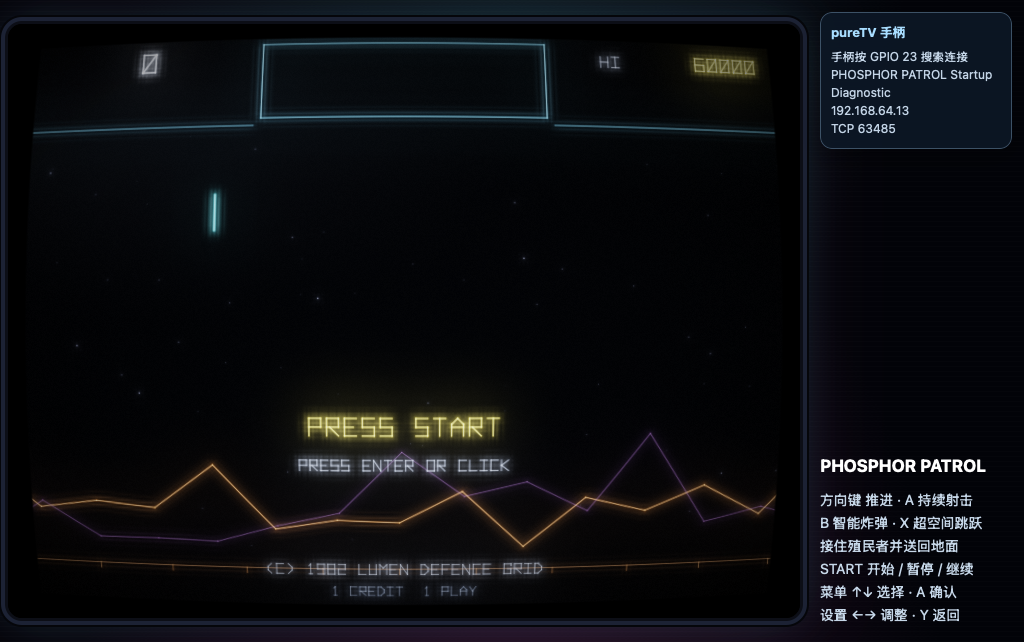 0
HI 60000
PRESS START
PRESS ENTER OR CLICK
(C) 1982 LUMEN DEFENCE GRID
1 CREDIT 1 PLAY
pureTV 手柄
手柄按 GPIO 23 搜索连接
PHOSPHOR PATROL Startup
Diagnostic
192.168.64.13
TCP 63485
PHOSPHOR PATROL
方向键 推进 · A 持续射击
B 智能炸弹 · X 超空间跳跃
接住殖民者并送回地面
START 开始 / 暂停 / 继续
菜单 ↑↓ 选择 · A 确认
设置 ←→ 调整 · Y 返回